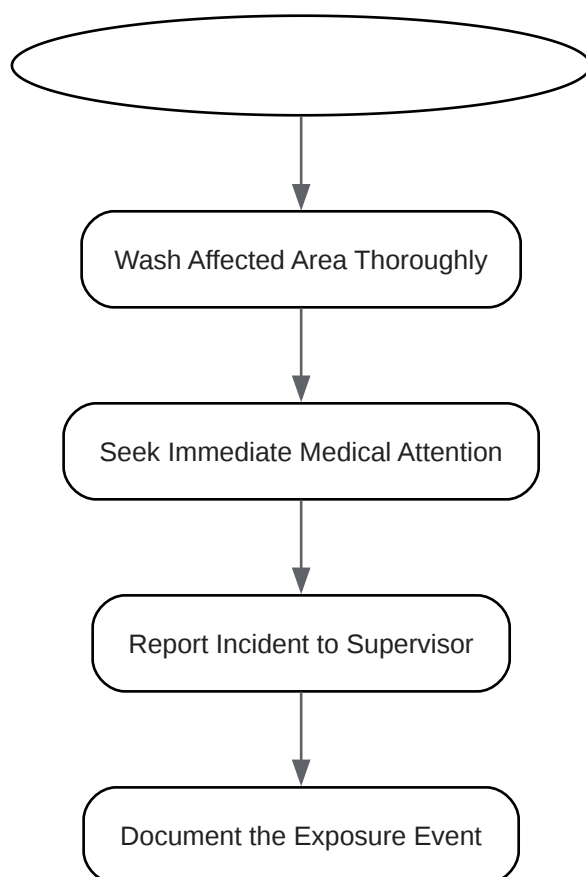 Wash Affected Area Thoroughly
Seek Immediate Medical Attention
Report Incident to Supervisor
Document the Exposure Event